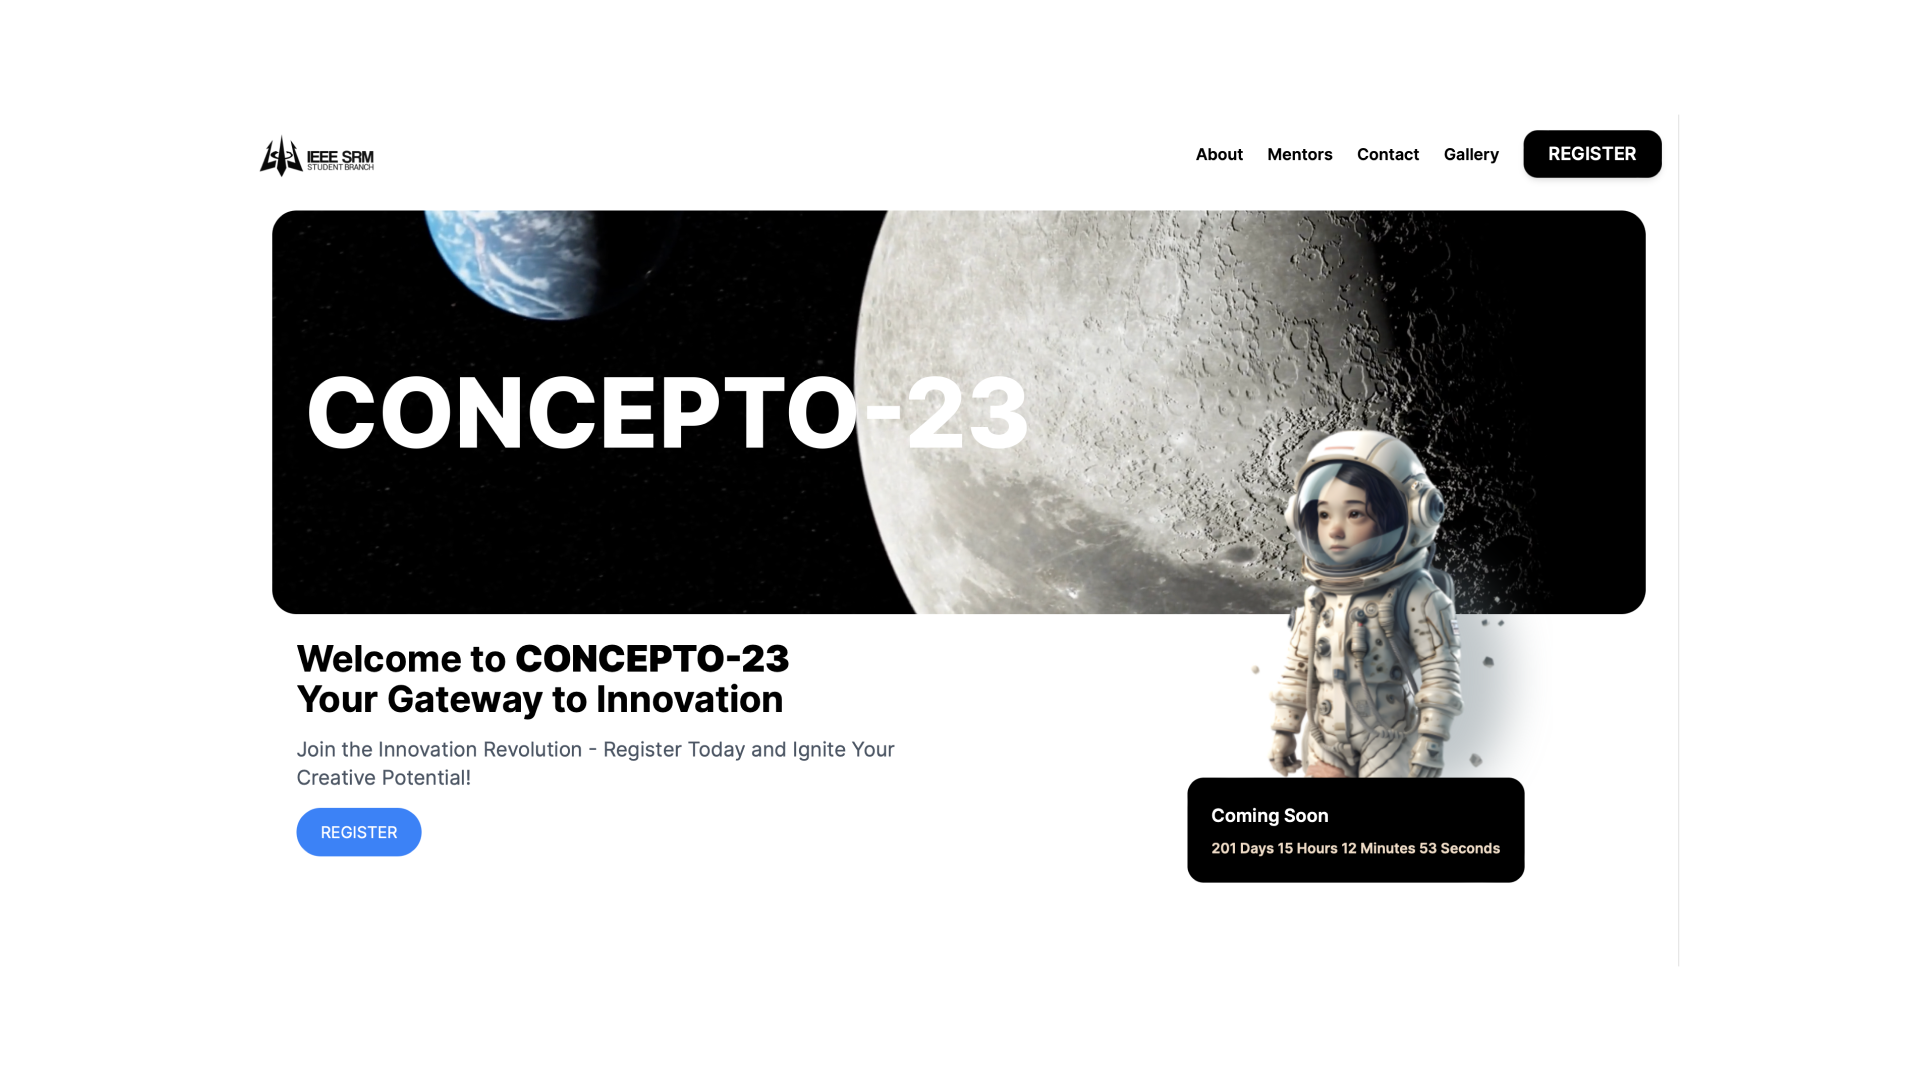 IEEE SRM
STUDENT BRANCH
About
Mentors
Contact
Gallery
REGISTER
CONCEPTO-23
Welcome to CONCEPTO-23
Your Gateway to Innovation
Join the Innovation Revolution - Register Today and Ignite Your
Creative Potential!
REGISTER
Coming Soon
201 Days 15 Hours 12 Minutes 53 Seconds